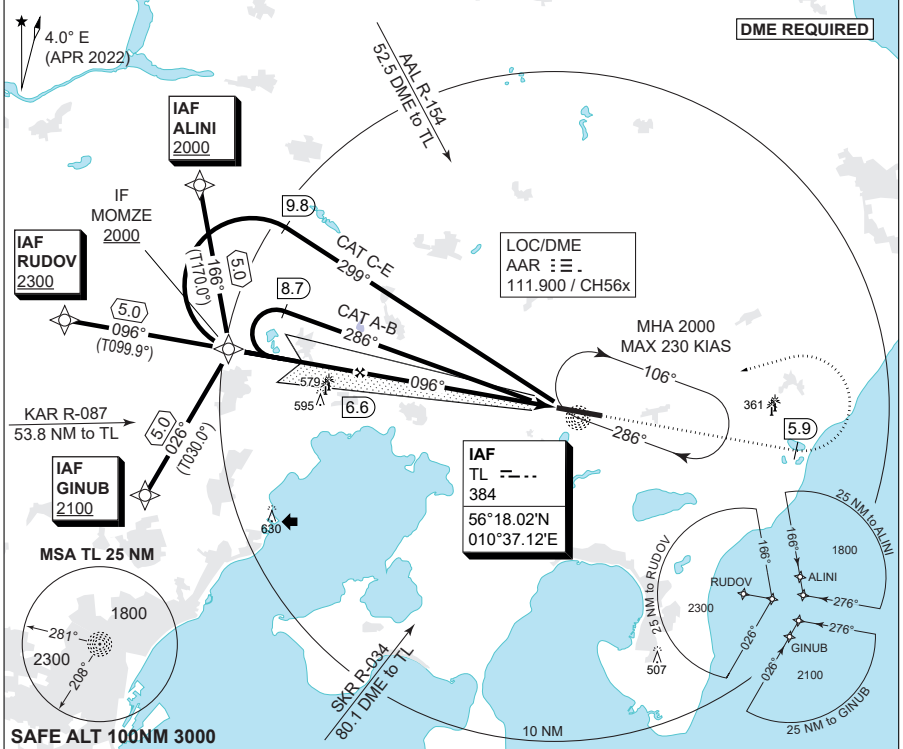 4.0° E
(APR 2022)
DME REQUIRED
AAL R-154
52.5 DME to TL
IAF
ALINI
2000
IF
MOMZE
2000
IAF
RUDOV
2300
9.8
CAT C-E
299°
166°
(T170.0°)
5.0
LOC/DME
AAR
111.900 / CH56x
8.7
CAT A-B
286°
5.0
096°
(T099.9°)
MHA 2000
MAX 230 KIAS
106°
286°
096°
579
595
6.6
361
5.9
KAR R-087
53.8 NM to TL
5.0
026°
(T030.0°)
IAF
GINUB
2100
IAF
TL
384
56°18.02'N
010°37.12'E
630
MSA TL 25 NM
1800
281°
2300
208°
SKR R-034
80.1 DME to TL
10 NM
507
25 NM to RUDOV
166°
RUDOV
2300
026°
25 NM to ALINI
166°
1800
ALINI
276°
276°
GINUB
026°
2100
25 NM to GINUB
SAFE ALT 100NM 3000